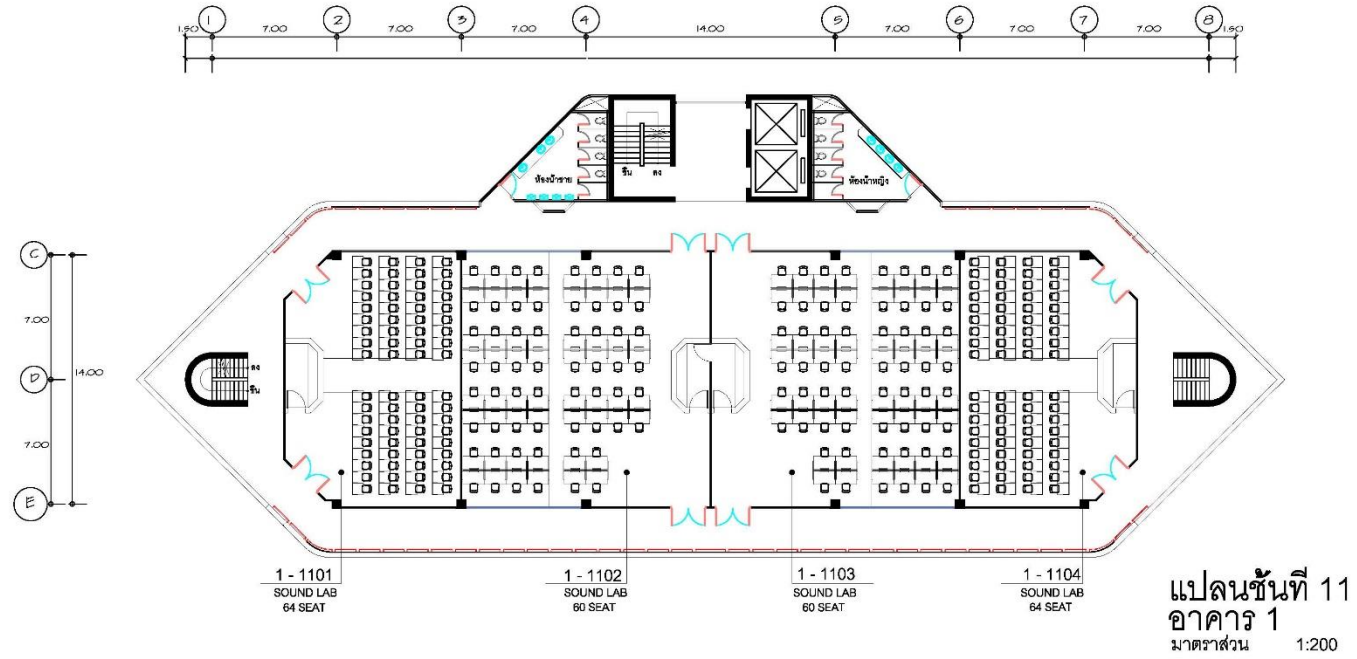 1 2 3 4 5 6 7 8
1.50 7.00 7.00 7.00 14.00 7.00 7.00 7.00 1.50
ห้องน้ำชาย ขึ้น ลง ห้องน้ำหญิง
C
7.00
D 14.00
ลง
ขึ้น
7.00
E
1 - 1101 1 - 1102 1 - 1103 1 - 1104
SOUND LAB SOUND LAB SOUND LAB SOUND LAB
64 SEAT 60 SEAT 60 SEAT 64 SEAT
แปลนชั้นที่ 11
อาคาร 1
มาตราส่วน 1:200